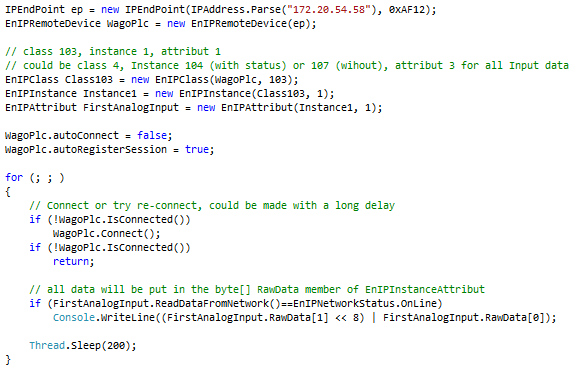 IPEndPoint ep = new IPEndPoint(IPAddress.Parse("172.20.54.58"), 0xAF12);
EnIPRemoteDevice WagoPlc = new EnIPRemoteDevice(ep);
// class 103, instance 1, attribut 1
// could be class 4, Instance 104 (with status) or 107 (wihout), attribut 3 for all Input data
EnIPClass Class103 = new EnIPClass(WagoPlc, 103);
EnIPInstance Instance1 = new EnIPInstance(Class103, 1);
EnIPAttribut FirstAnalogInput = new EnIPAttribut(Instance1, 1);
WagoPlc.autoConnect = false;
WagoPlc.autoRegisterSession = true;
for (; ; )
{
// Connect or try re-connect, could be made with a long delay
if (!WagoPlc.IsConnected())
WagoPlc.Connect();
if (!WagoPlc.IsConnected())
return;
// all data will be put in the byte[] RawData member of EnIPInstanceAttribut
if (FirstAnalogInput.ReadDataFromNetwork()==EnIPNetworkStatus.OnLine)
Console.WriteLine((FirstAnalogInput.RawData[1] << 8) | FirstAnalogInput.RawData[0]);
Thread.Sleep(200);
}